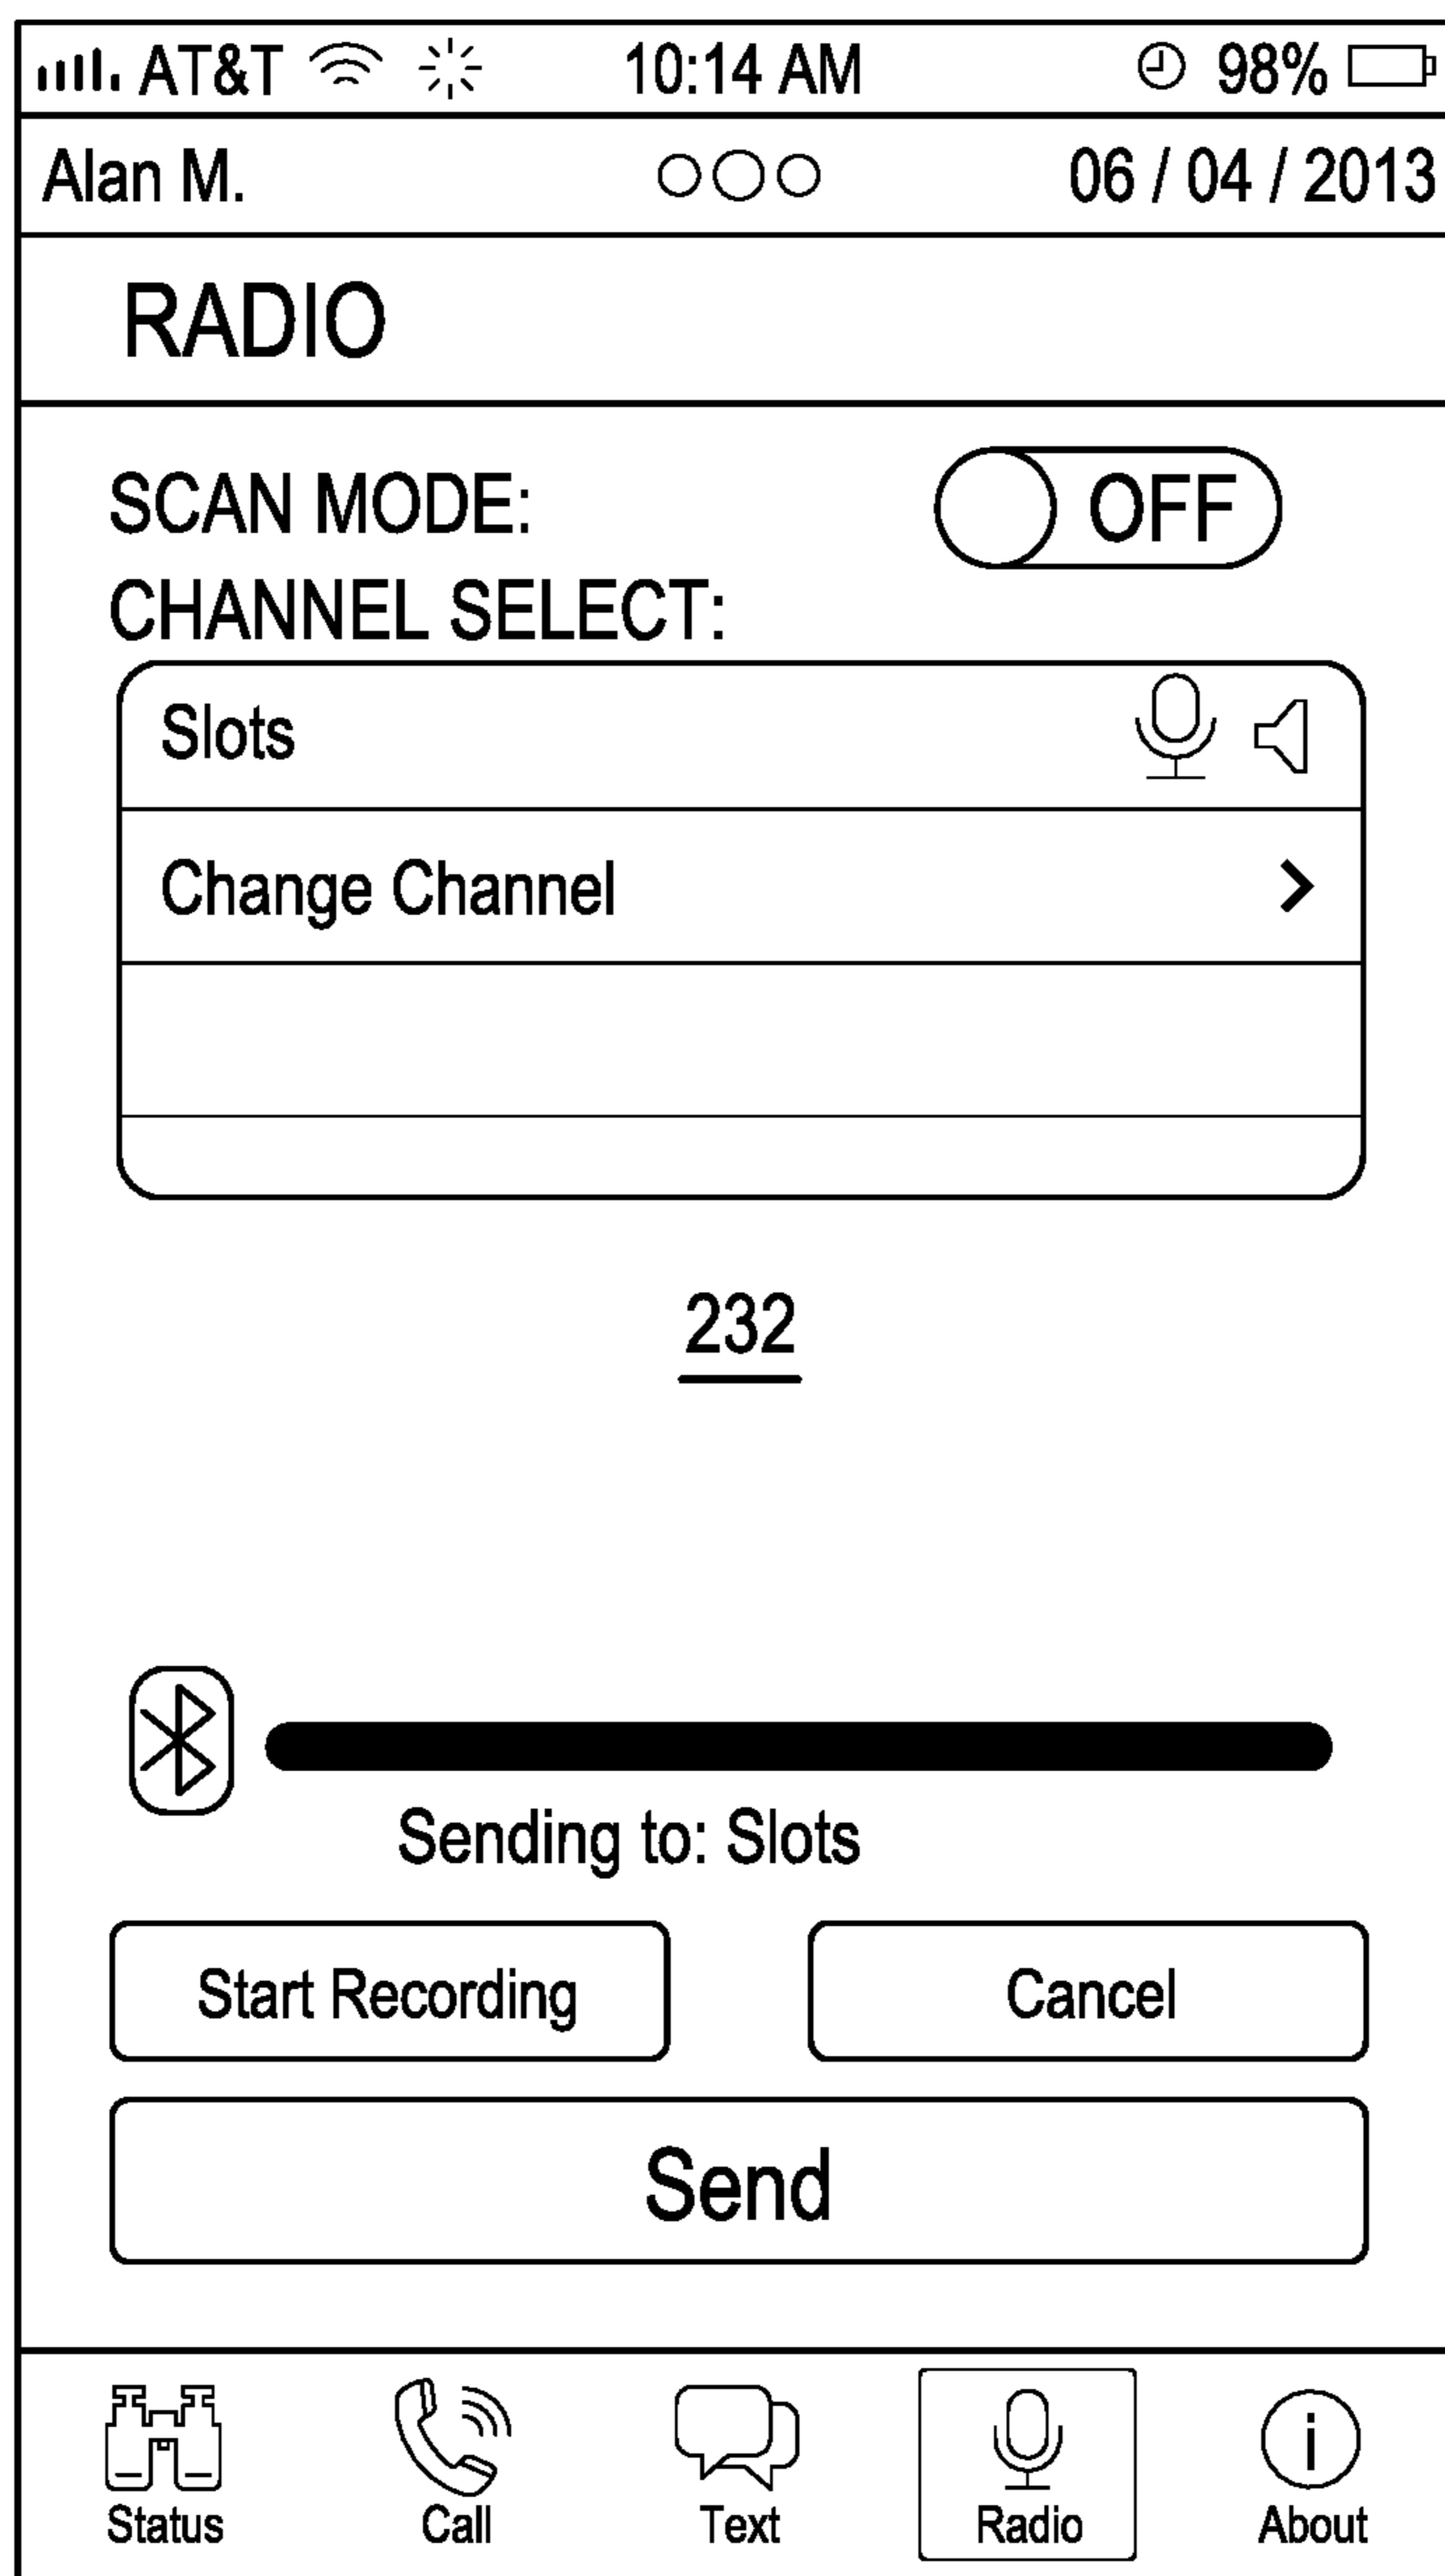 AT&T 10:14 AM 98%
Alan M. 06 / 04 / 2013
RADIO
SCAN MODE: OFF
CHANNEL SELECT:
Slots
Change Channel >
232
Sending to: Slots
Start Recording Cancel
Send
Status Call Text Radio About